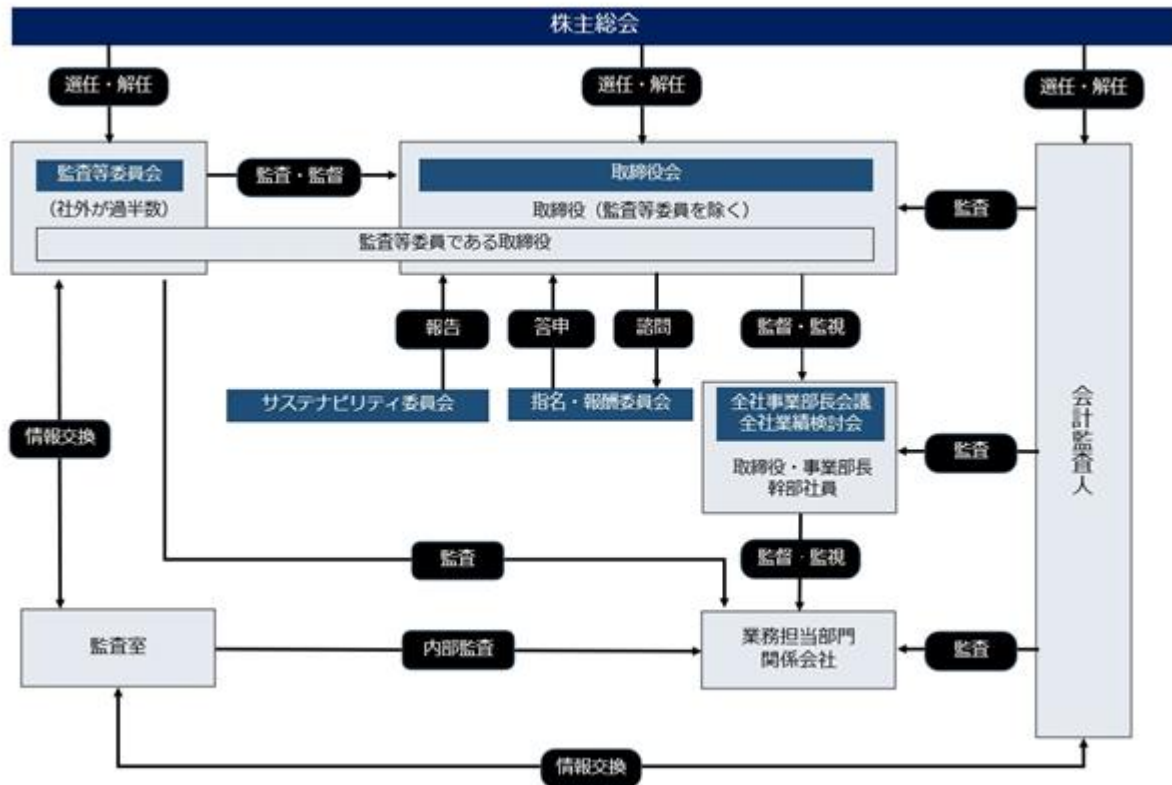 株主総会
選任・解任
選任・解任
選任・解任
監査等委員会
(社外が過半数)
監査・監督
取締役会
取締役（監査等委員を除く）
監査等委員である取締役
監査
報告
答申
諮問
監督・監視
サステナビリティ委員会
指名・報酬委員会
全社事業部長会議
全社業績検討会
取締役・事業部長
幹部社員
監査
会計監査人
情報交換
監査
監督・監視
監査室
内部監査
業務担当部門
関係会社
監査
情報交換